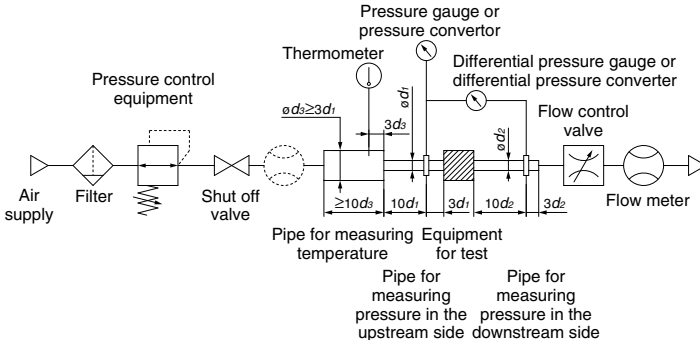 Pressure gauge or
pressure convertor
Thermometer
Differential pressure gauge or
differential pressure converter
Pressure control
equipment
Flow control
valve
ød3≥3d1
3d3
ød1
ød2
Air
supply
Filter
Shut off
valve
Flow meter
≥10d3
10d1
3d1
10d2
3d2
Pipe for measuring
temperature
Equipment
for test
Pipe for
measuring
pressure in the
upstream side
Pipe for
measuring
pressure in the
downstream side